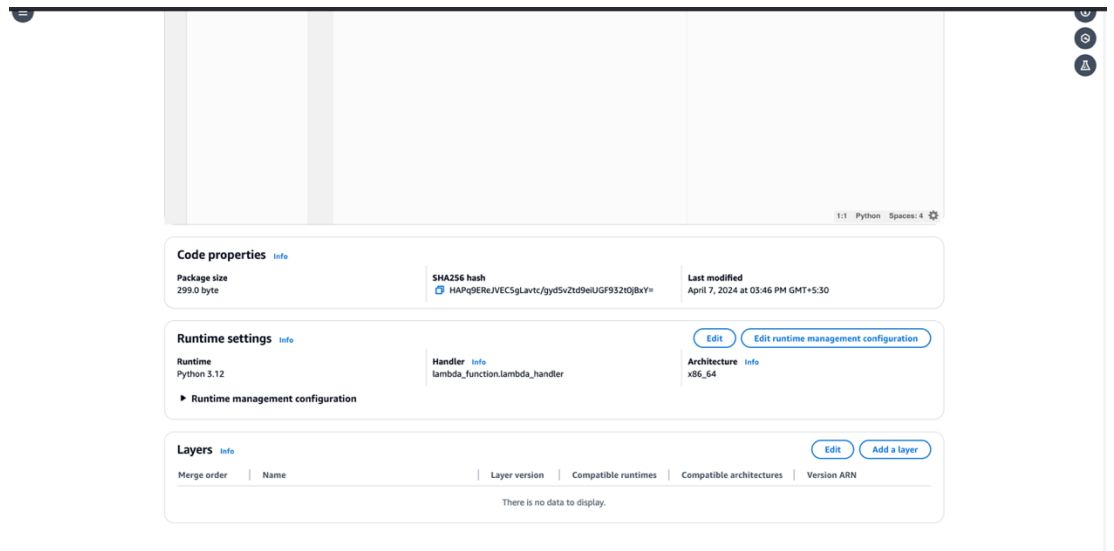 1:1 Python Spaces: 4
Code properties Info
Package size
299.0 byte
SHA256 hash
HAPq9EReJVEC5gLavtc/gyd5vZtd9eiUGF932t0jBxY=
Last modified
April 7, 2024 at 03:46 PM GMT+5:30
Runtime settings Info
Edit
Edit runtime management configuration
Runtime
Python 3.12
Handler Info
lambda_function.lambda_handler
Architecture Info
x86_64
Runtime management configuration
Layers Info
Edit
Add a layer
Merge order Name Layer version Compatible runtimes Compatible architectures Version ARN
There is no data to display.